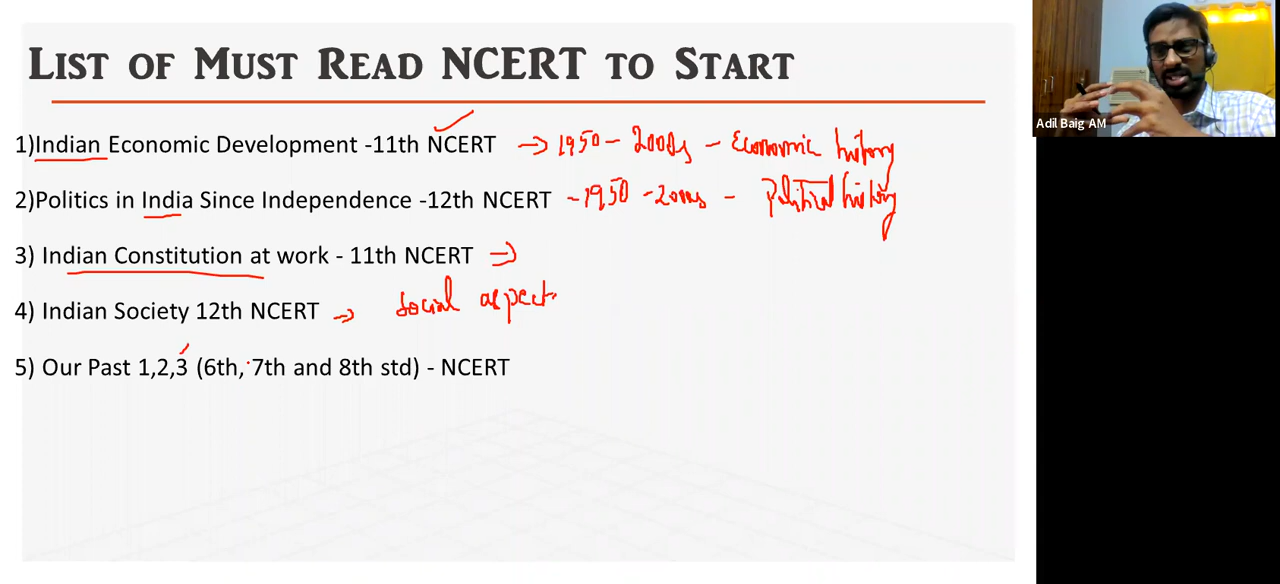 LIST OF MUST READ NCERT TO START
1)Indian Economic Development -11th NCERT → 1950 - 2000s - Economic history
2)Politics in India Since Independence -12th NCERT - 1950 - 2000s - Political history
3) Indian Constitution at work - 11th NCERT →
4) Indian Society 12th NCERT → Social aspect
5) Our Past 1,2,3 (6th, 7th and 8th std) - NCERT
Adil Baig AM